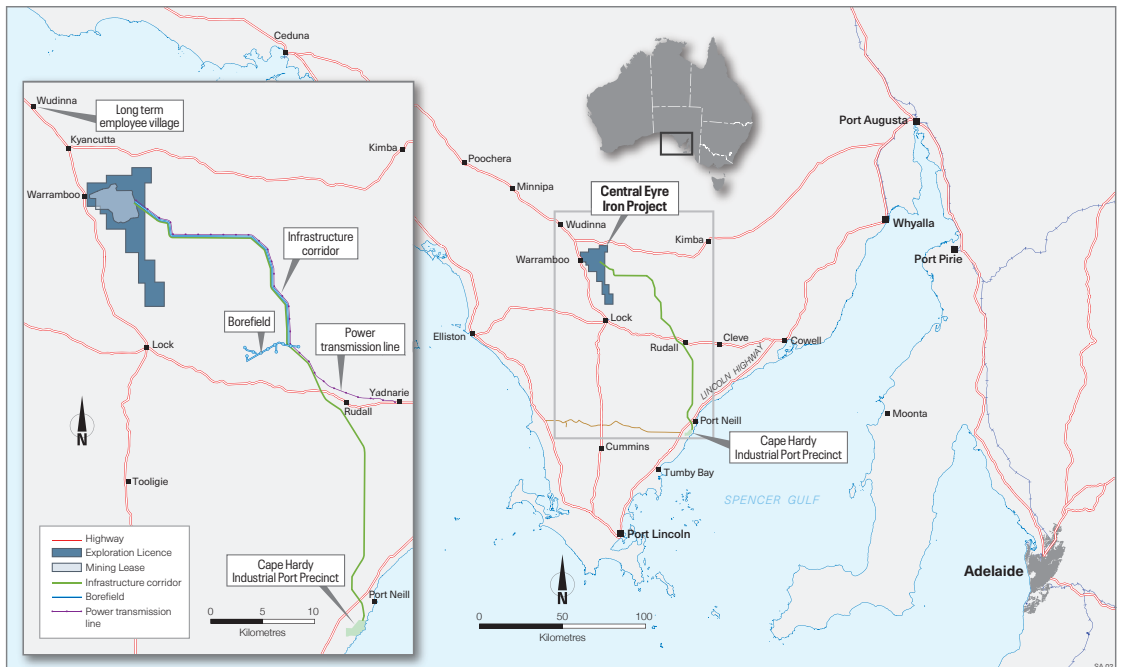 Ceduna
Wudinna
Long term
employee village
Kyancutta
Kimba
Warramboo
Infrastructure
corridor
Borefield
Power
transmission line
Lock
Yadnarie
Rudall
N
Tooligie
Highway
Exploration Licence
Mining Lease
Infrastructure corridor
Borefield
Power transmission
line
Cape Hardy
Industrial Port Precinct
Port Neill
0 5 10
Kilometres
Port Augusta
Poochera
Minnipa
Central Eyre
Iron Project
Wudinna
Kimba
Whyalla
Warramboo
Port Pirie
Lock
Elliston
Rudall
Cleve
Cowell
LINCOLN HIGHWAY
Moonta
Port Neill
Cummins
Cape Hardy
Industrial Port Precinct
Tumby Bay
SPENCER GULF
Port Lincoln
Adelaide
N
0 50 100
Kilometres